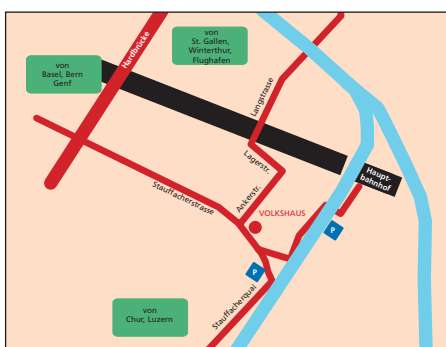 von
St. Gallen,
Winterthur,
Flughafen
Hardbrücke
von
Basel, Bern
Genf
Langstrasse
Lagerstr.
Haupt-
bahnhof
Stauffacherstrasse
Ankerstr.
VOLKSHAUS
P
P
von
Chur, Luzern
Stauffacherquai